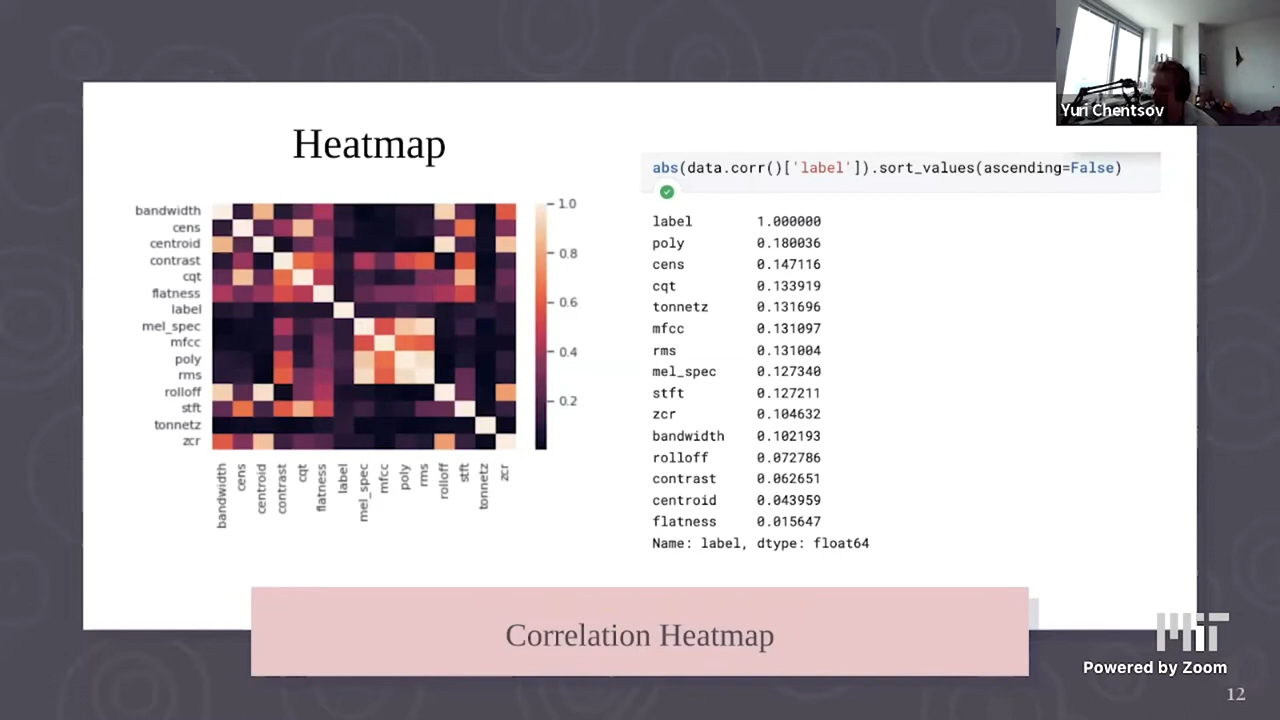 Yuri Chentsov
Heatmap
abs(data.corr()['label']).sort_values(ascending=False)
bandwidth
cens
centroid
contrast
cqt
flatness
label
mel_spec
mfcc
poly
rms
rolloff
stft
tonnetz
zcr
1.0
0.8
0.6
0.4
0.2
bandwidth
cens
centroid
contrast
cqt
flatness
label
mel_spec
mfcc
poly
rms
rolloff
stft
tonnetz
zcr
label 1.000000
poly 0.180036
cens 0.147116
cqt 0.133919
tonnetz 0.131696
mfcc 0.131097
rms 0.131004
mel_spec 0.127340
stft 0.127211
zcr 0.104632
bandwidth 0.102193
rolloff 0.072786
contrast 0.062651
centroid 0.043959
flatness 0.015647
Name: label, dtype: float64
Correlation Heatmap
MIT
Powered by Zoom
12